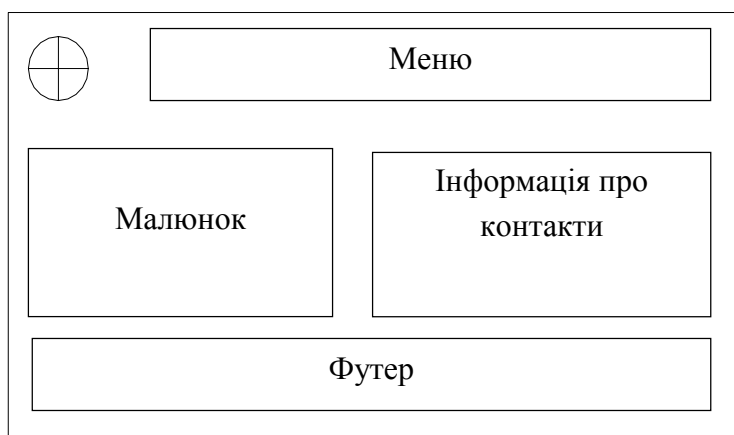 Меню
Малюнок
Інформація про
контакти
Футер